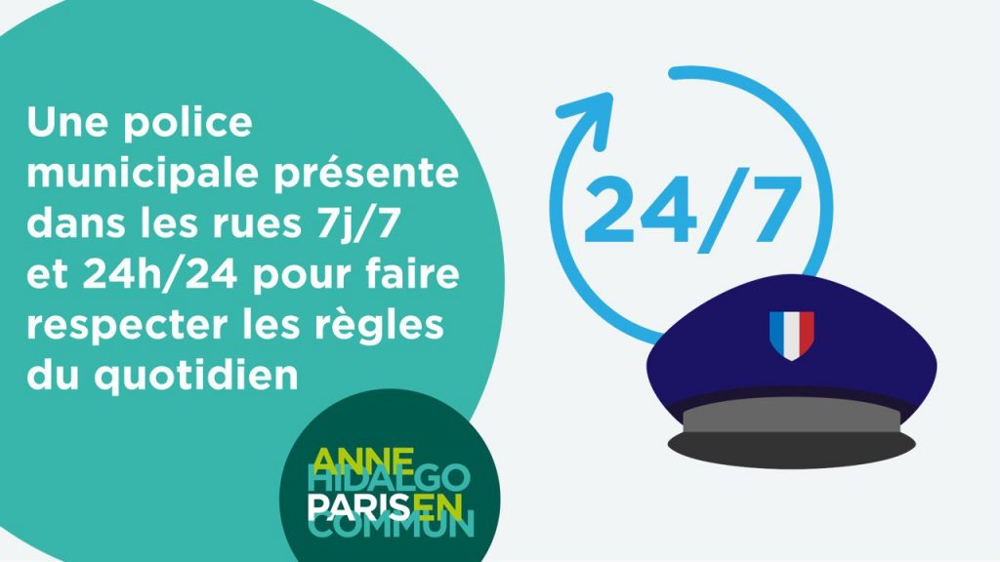 Une police
municipale présente
dans les rues 7j/7
et 24h/24 pour faire
respecter les règles
du quotidien
24/7
ANNE
HIDALGO
PARIS EN
COMMUN